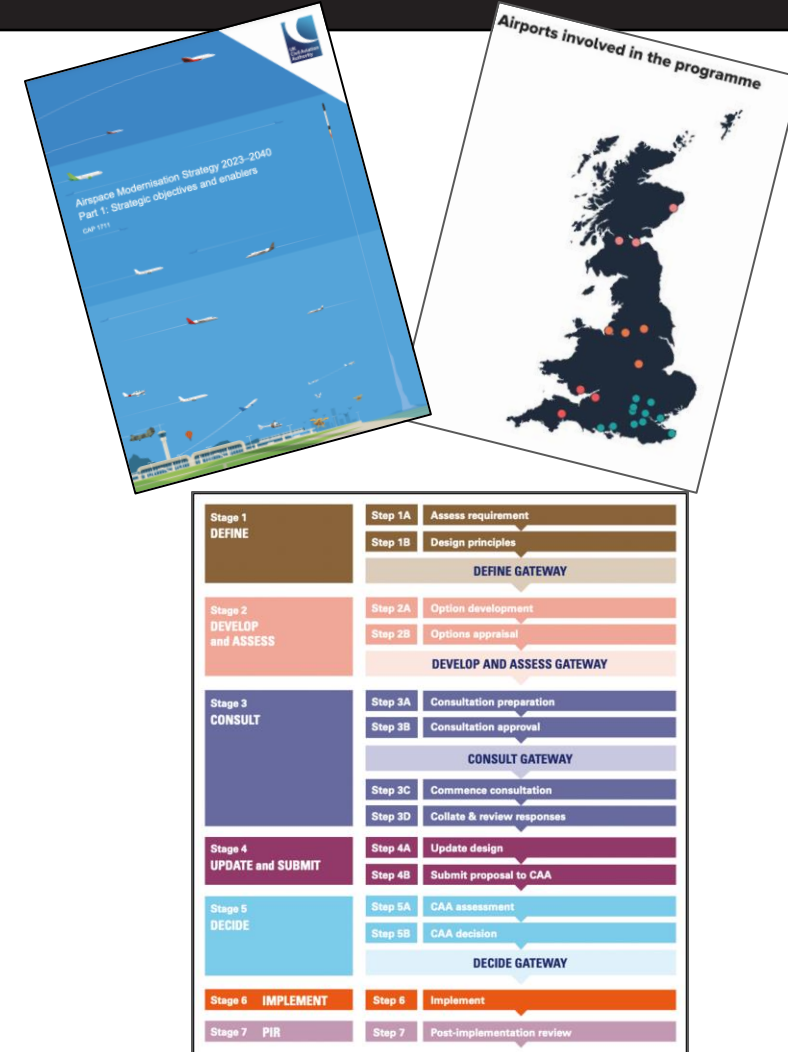 UK
Civil Aviation
Authority
Airspace Modernisation Strategy 2023–2040
Part 1: Strategic objectives and enablers
CAP 1711
Airports involved in the programme
Stage 1
DEFINE
Step 1A Assess requirement
Step 1B Design principles
DEFINE GATEWAY
Stage 2
DEVELOP
and ASSESS
Step 2A Option development
Step 2B Options appraisal
DEVELOP AND ASSESS GATEWAY
Stage 3
CONSULT
Step 3A Consultation preparation
Step 3B Consultation approval
CONSULT GATEWAY
Step 3C Commence consultation
Step 3D Collate & review responses
Stage 4
UPDATE and SUBMIT
Step 4A Update design
Step 4B Submit proposal to CAA
Stage 5
DECIDE
Step 5A CAA assessment
Step 5B CAA decision
DECIDE GATEWAY
Stage 6 IMPLEMENT
Step 6 Implement
Stage 7 PIR
Step 7 Post-implementation review